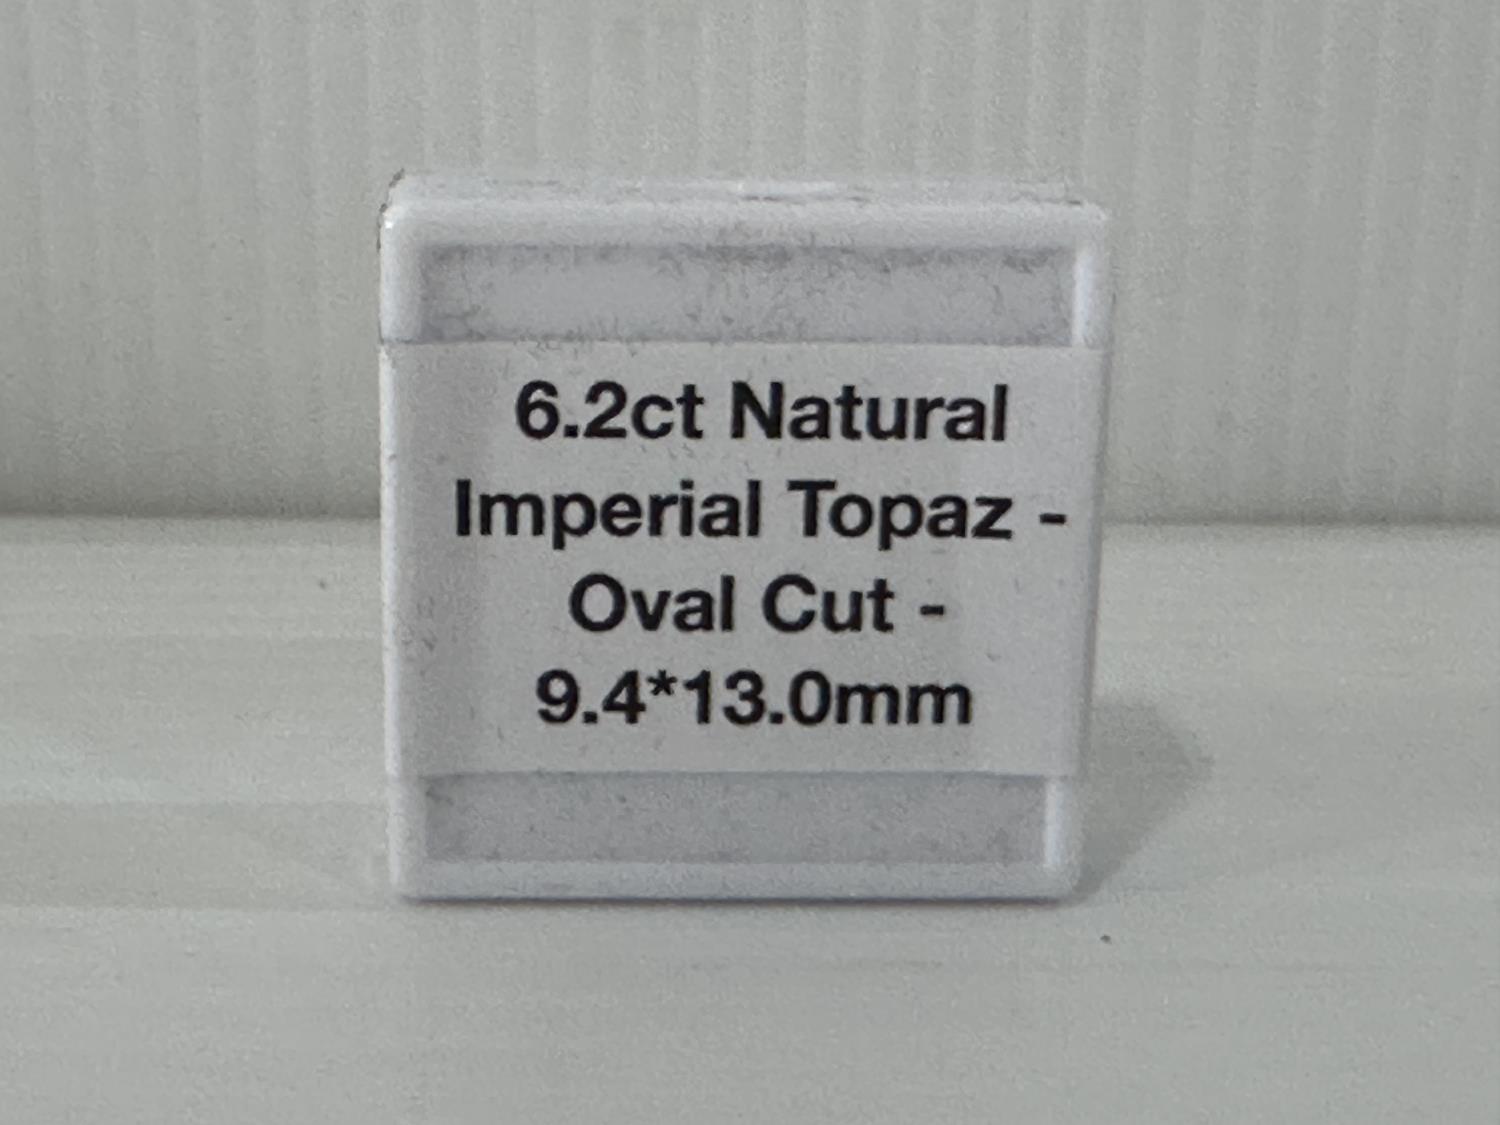 6.2ct Natural
Imperial Topaz -
Oval Cut -
9.4*13.0mm